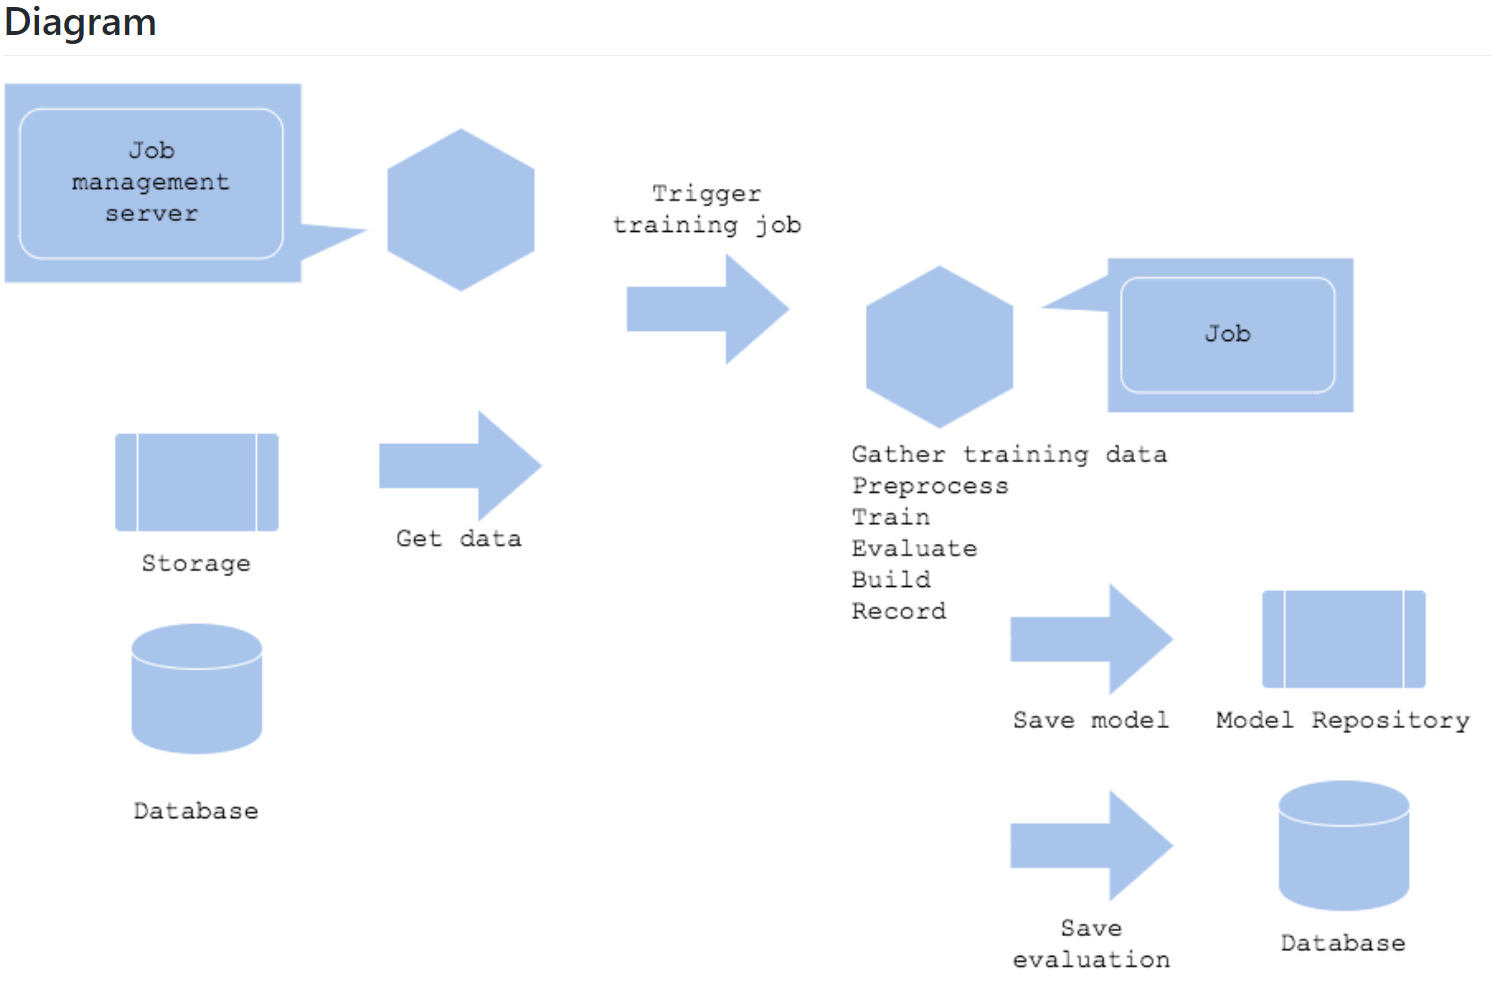 Diagram
Job
management
server
Trigger
training job
Job
Storage
Get data
Gather training data
Preprocess
Train
Evaluate
Build
Record
Database
Save model
Model Repository
Save
evaluation
Database